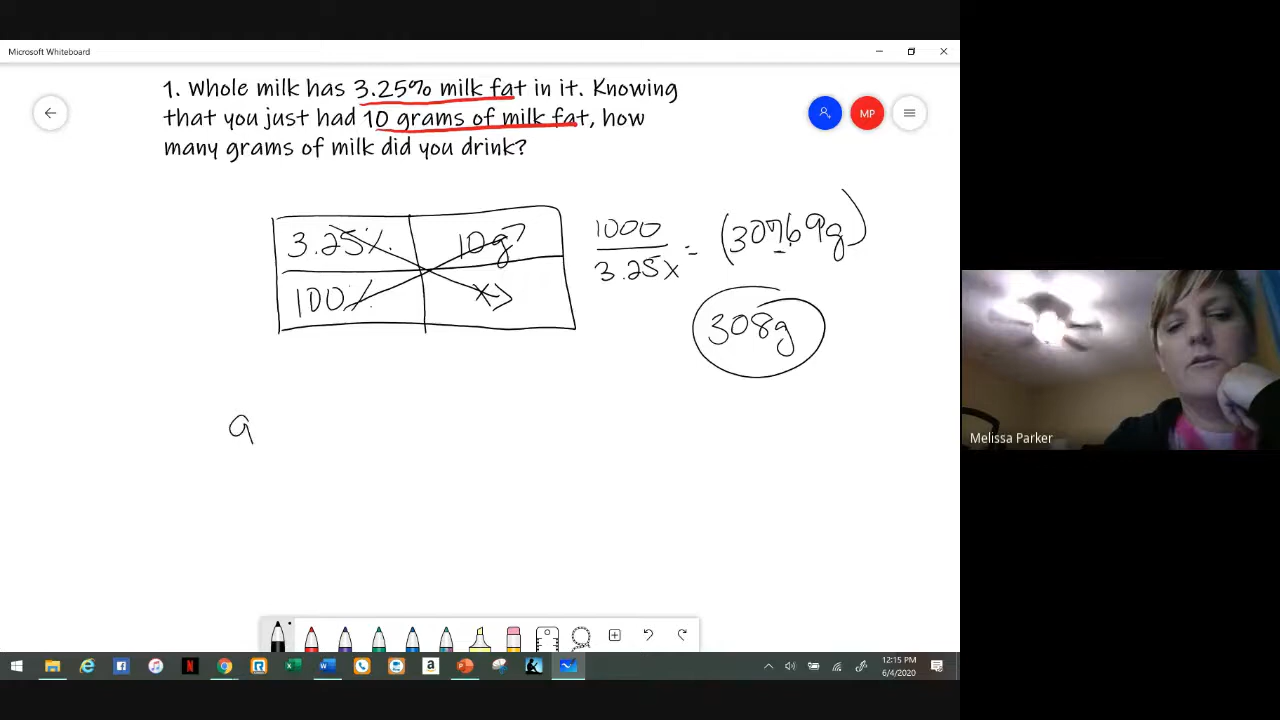 Microsoft Whiteboard
1. Whole milk has 3.25% milk fat in it. Knowing
that you just had 10 grams of milk fat, how
many grams of milk did you drink?
MP
3.25% 10g
100% x
1000
3.25x
= (30769g)
308g
a
Melissa Parker
12:15 PM
6/4/2020